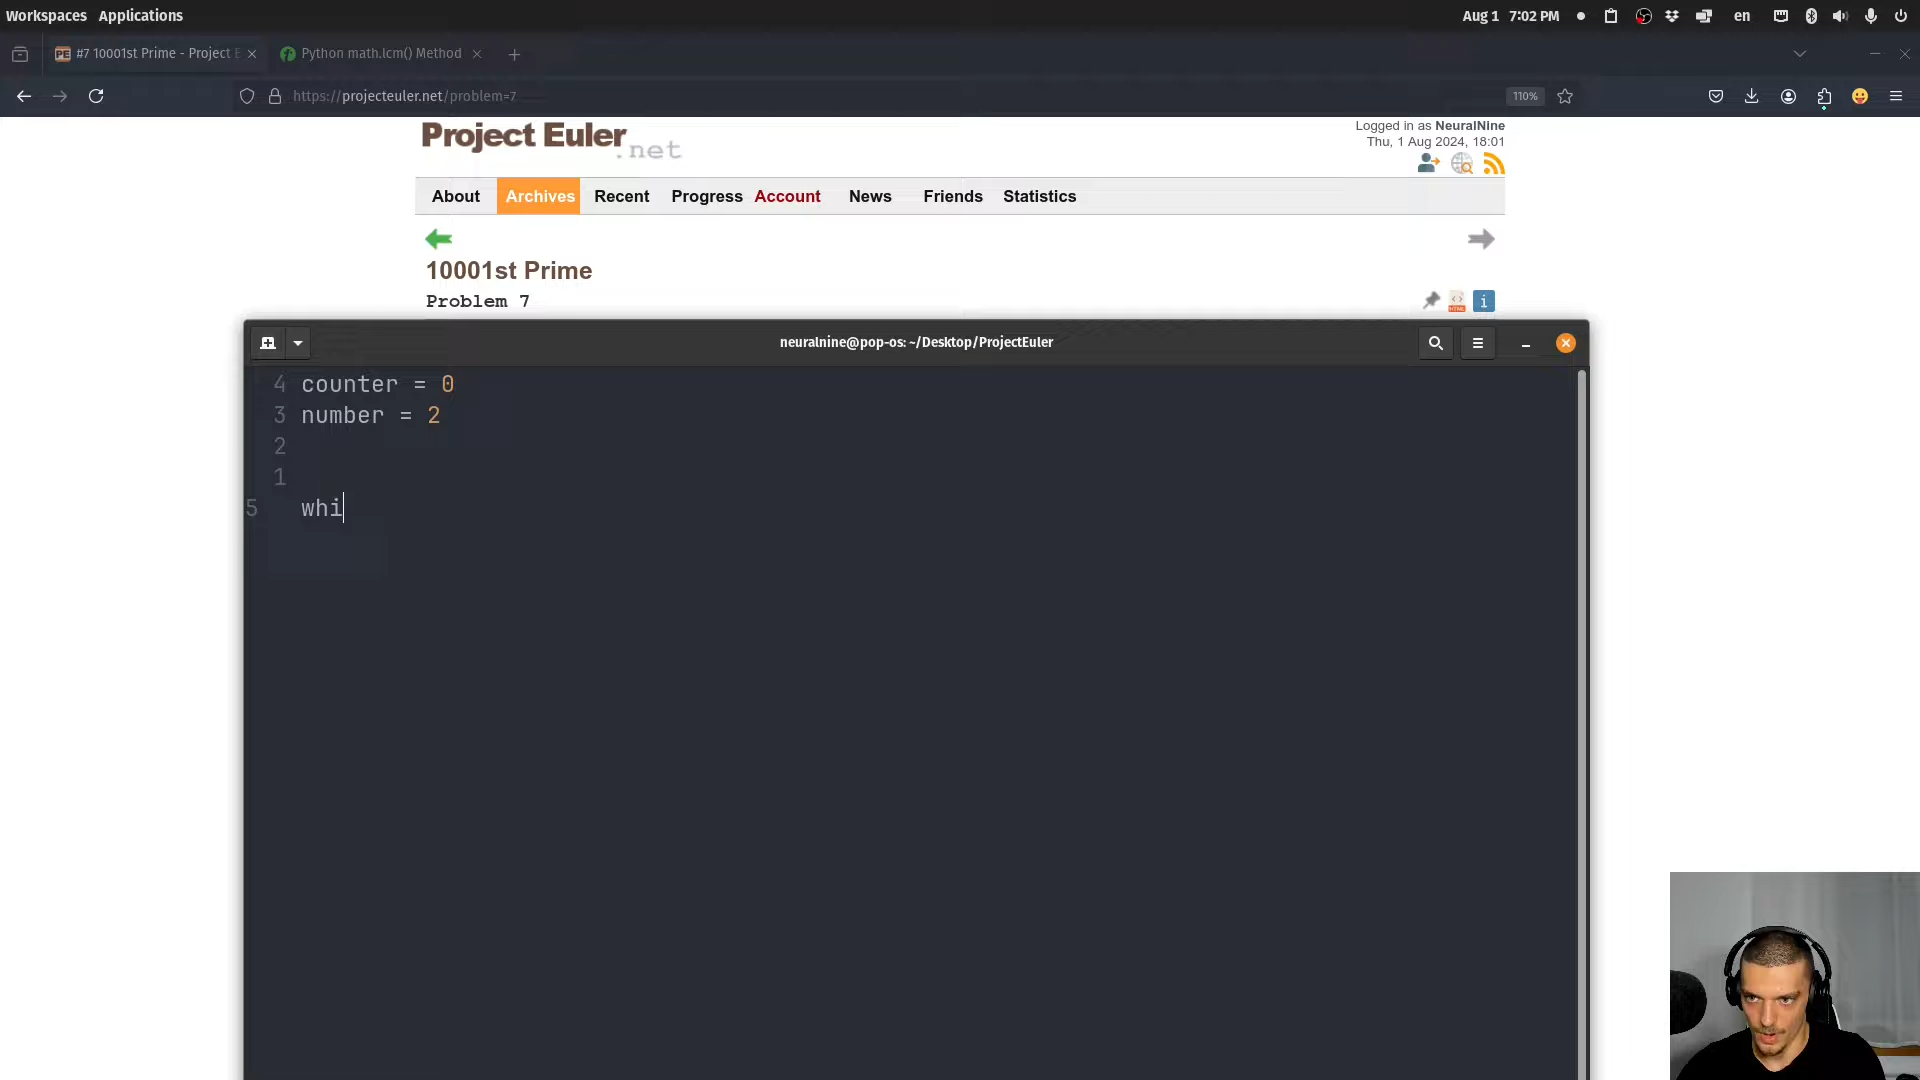 Workspaces Applications
Aug 1 7:02 PM
en
#7 10001st Prime - Project E
Python math.lcm() Method
https://projecteuler.net/problem=7
110%
Project Euler
.net
Logged in as NeuralNine
Thu, 1 Aug 2024, 18:01
About Archives Recent Progress Account News Friends Statistics
10001st Prime
Problem 7
neuralnine@pop-os: ~/Desktop/ProjectEuler
4 counter = 0
3 number = 2
2
1
5 whi